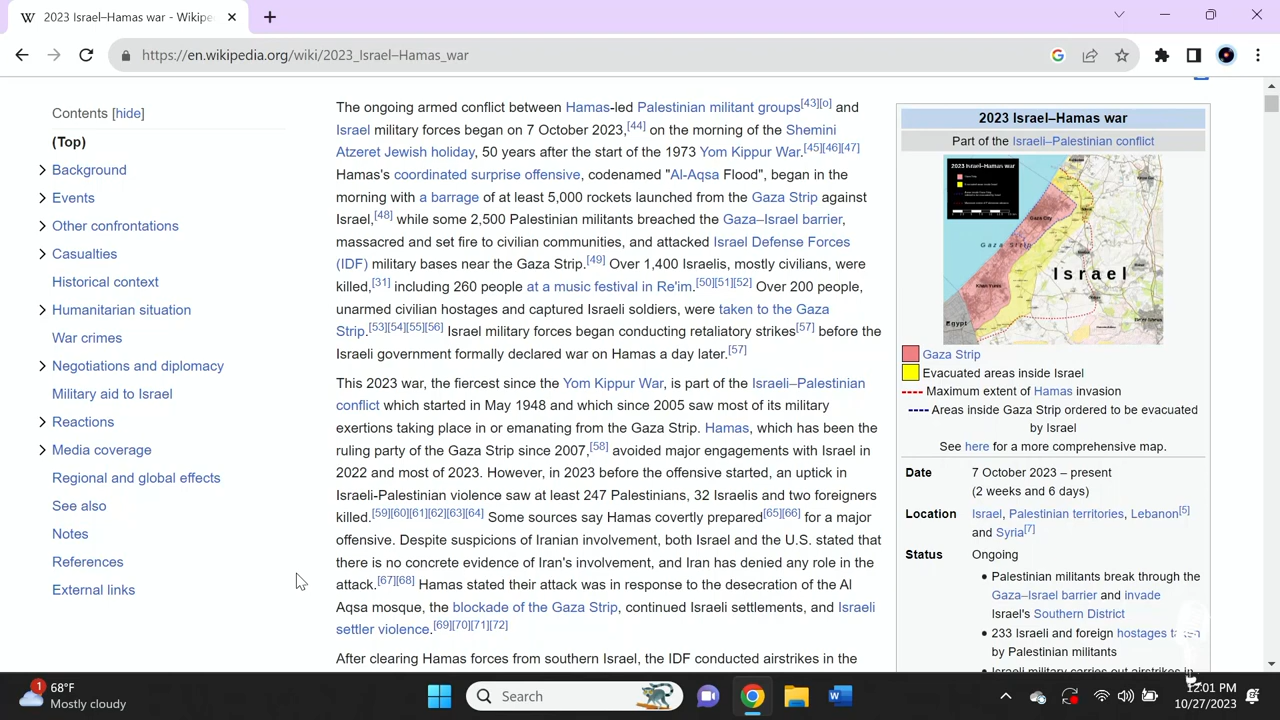 2023 Israel–Hamas war - Wikipe
https://en.wikipedia.org/wiki/2023_Israel–Hamas_war
Contents [hide]
(Top)
Background
Events
Other confrontations
Casualties
Historical context
Humanitarian situation
War crimes
Negotiations and diplomacy
Military aid to Israel
Reactions
Media coverage
Regional and global effects
See also
Notes
References
External links
The ongoing armed conflict between Hamas-led Palestinian militant groups[43][o] and
Israel military forces began on 7 October 2023,[44] on the morning of the Shemini
Atzeret Jewish holiday, 50 years after the start of the 1973 Yom Kippur War.[45][46][47]
Hamas's coordinated surprise offensive, codenamed "Al-Aqsa Flood", began in the
morning with a barrage of at least 5,000 rockets launched from the Gaza Strip against
Israel,[48] while some 2,500 Palestinian militants breached the Gaza–Israel barrier,
massacred and set fire to civilian communities, and attacked Israel Defense Forces
(IDF) military bases near the Gaza Strip.[49] Over 1,400 Israelis, mostly civilians, were
killed,[31] including 260 people at a music festival in Re'im.[50][51][52] Over 200 people,
unarmed civilian hostages and captured Israeli soldiers, were taken to the Gaza
Strip.[53][54][55][56] Israel military forces began conducting retaliatory strikes[57] before the
Israeli government formally declared war on Hamas a day later.[57]
This 2023 war, the fiercest since the Yom Kippur War, is part of the Israeli–Palestinian
conflict which started in May 1948 and which since 2005 saw most of its military
exertions taking place in or emanating from the Gaza Strip. Hamas, which has been the
ruling party of the Gaza Strip since 2007,[58] avoided major engagements with Israel in
2022 and most of 2023. However, in 2023 before the offensive started, an uptick in
Israeli-Palestinian violence saw at least 247 Palestinians, 32 Israelis and two foreigners
killed.[59][60][61][62][63][64] Some sources say Hamas covertly prepared[65][66] for a major
offensive. Despite suspicions of Iranian involvement, both Israel and the U.S. stated that
there is no concrete evidence of Iran's involvement, and Iran has denied any role in the
attack.[67][68] Hamas stated their attack was in response to the desecration of the Al
Aqsa mosque, the blockade of the Gaza Strip, continued Israeli settlements, and Israeli
settler violence.[69][70][71][72]
After clearing Hamas forces from southern Israel, the IDF conducted airstrikes in the
2023 Israel–Hamas war
Part of the Israeli–Palestinian conflict
2023 Israel–Hamas war
Gaza Strip
Israel
Egypt
Gaza Strip
Evacuated areas inside Israel
Maximum extent of Hamas invasion
Areas inside Gaza Strip ordered to be evacuated
by Israel
See here for a more comprehensive map.
Date 7 October 2023 – present
(2 weeks and 6 days)
Location Israel, Palestinian territories, Lebanon[5]
and Syria[7]
Status Ongoing
• Palestinian militants break through the
Gaza–Israel barrier and invade
Israel's Southern District
• 233 Israeli and foreign hostages taken
by Palestinian militants
• Israeli military carries out airstrikes in
1
68°F
Mostly cloudy
Search
12:01 PM
10/27/2023